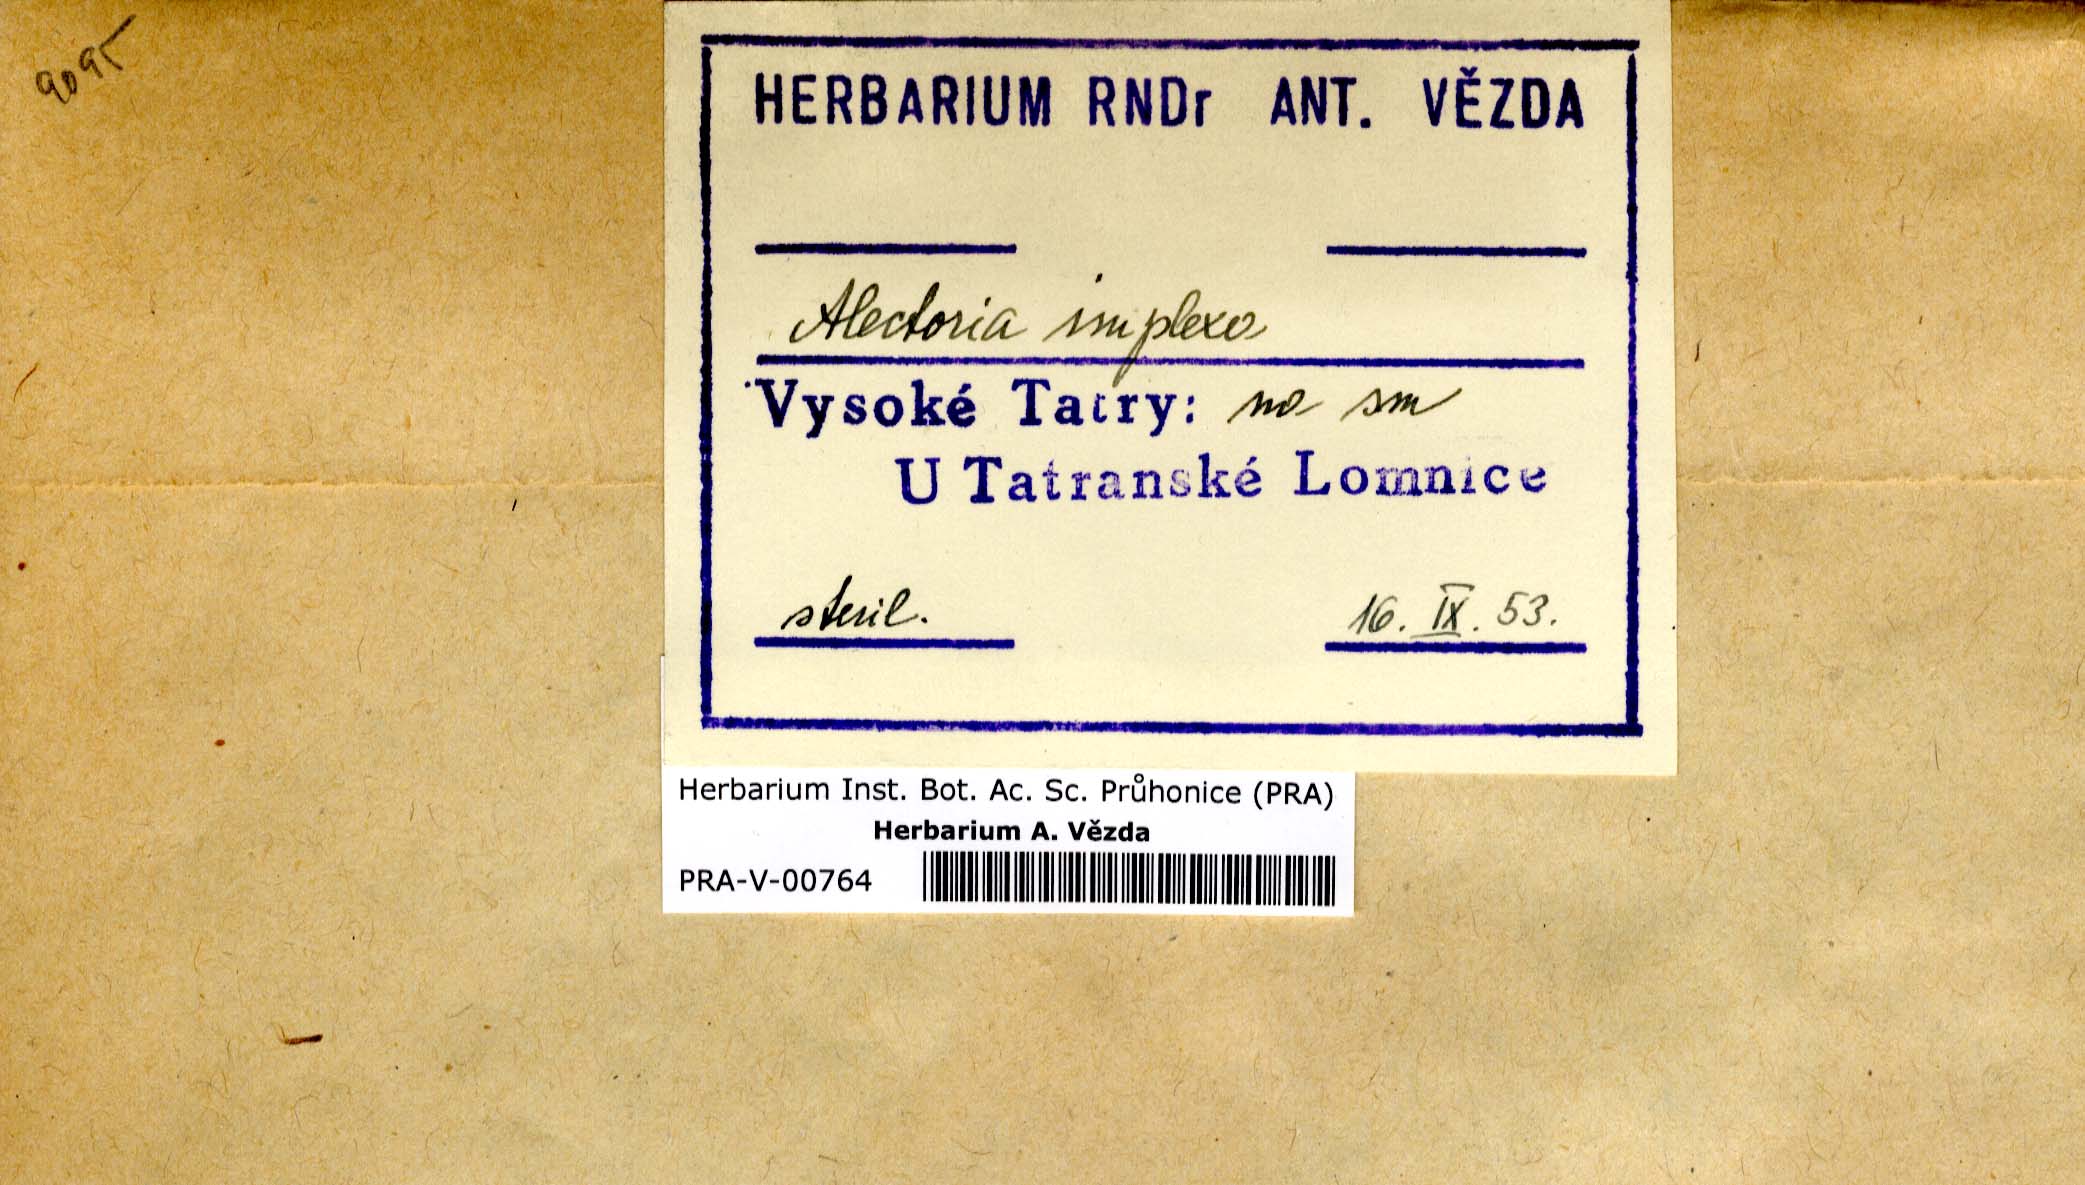 9095
HERBARIUM RNDr ANT. VĚZDA
Alectoria implexa
Vysoké Tatry: na sm
U Tatranské Lomnice
steril.
16. IX. 53.
Herbarium Inst. Bot. Ac. Sc. Průhonice (PRA)
Herbarium A. Vězda
PRA-V-00764